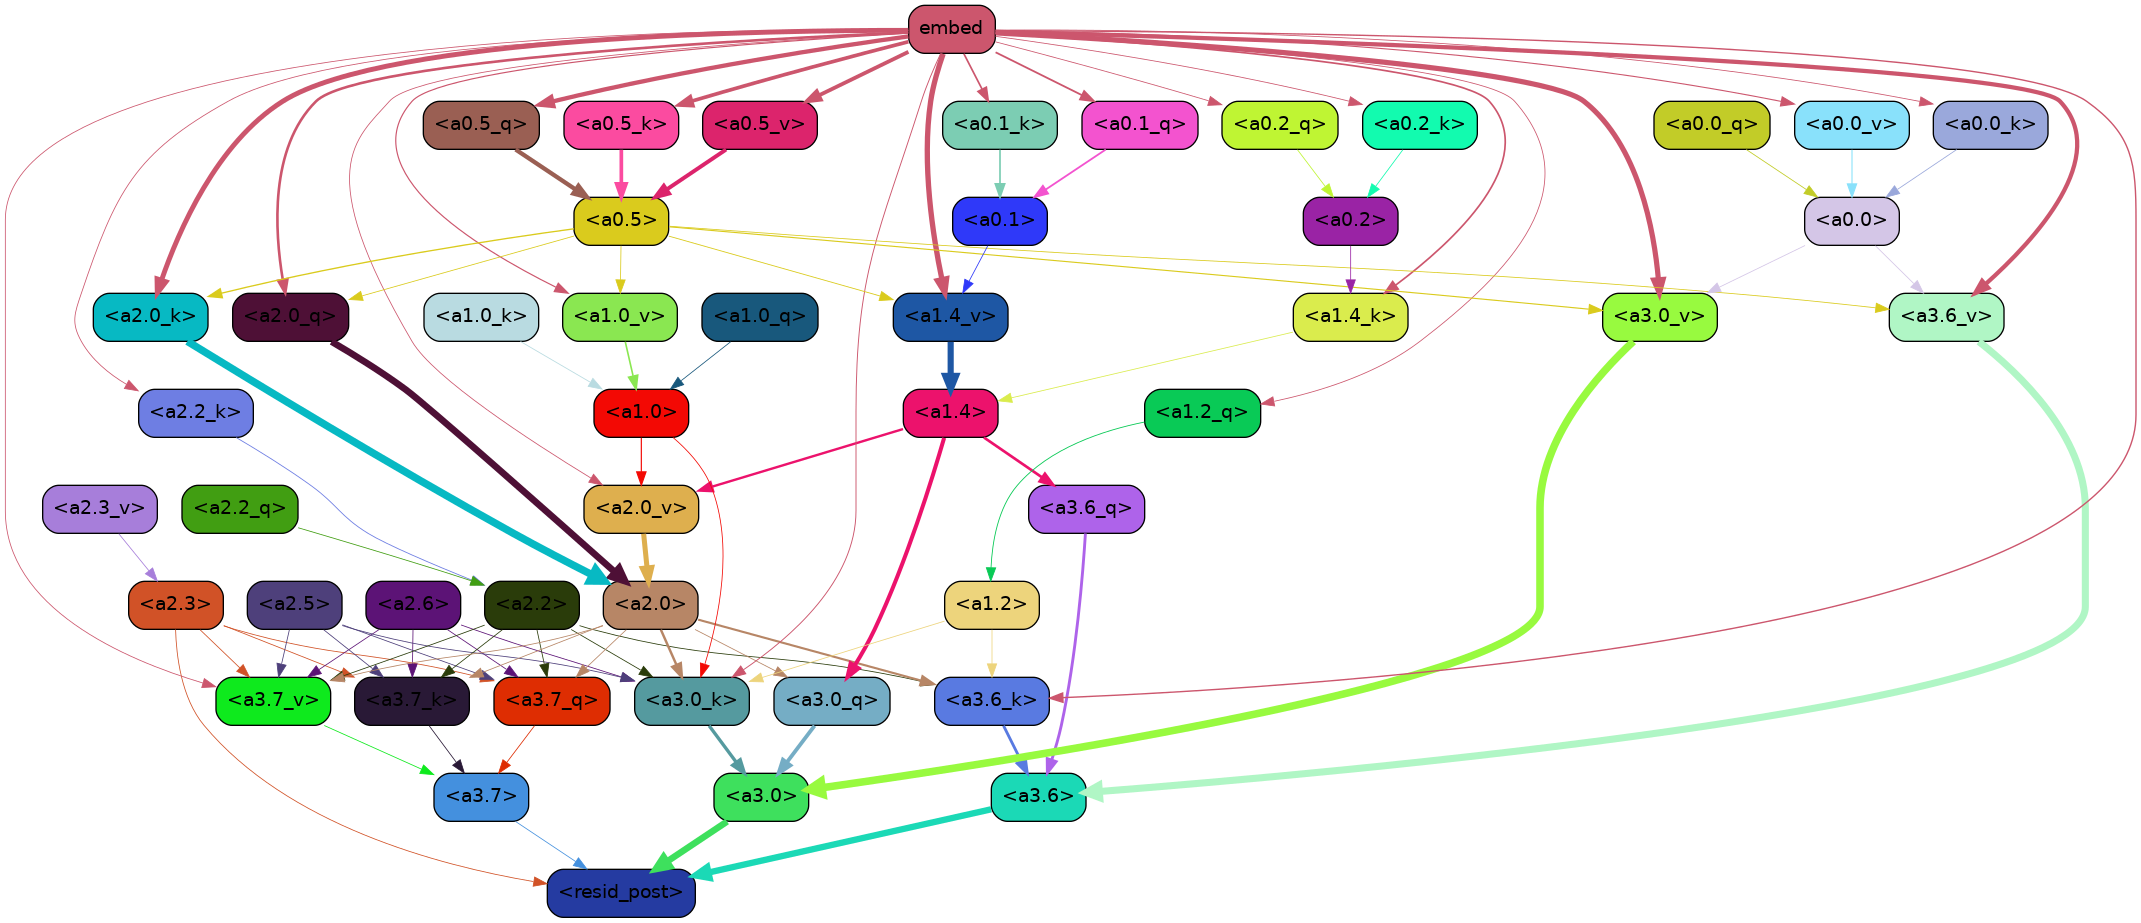 embed
<a0.5_q> <a0.5_k> <a0.5_v> <a0.1_k> <a0.1_q> <a0.2_q> <a0.2_k> <a0.0_q> <a0.0_v> <a0.0_k>
<a0.5> <a0.1> <a0.2> <a0.0>
<a2.0_k> <a2.0_q> <a1.0_k> <a1.0_v> <a1.0_q> <a1.4_v> <a1.4_k> <a3.0_v> <a3.6_v>
<a2.2_k> <a1.0> <a1.4> <a1.2_q>
<a2.3_v> <a2.2_q> <a2.0_v> <a3.6_q>
<a2.3> <a2.5> <a2.6> <a2.2> <a2.0> <a1.2>
<a3.7_v> <a3.7_k> <a3.7_q> <a3.0_k> <a3.0_q> <a3.6_k>
<a3.7> <a3.0> <a3.6>
<resid_post>